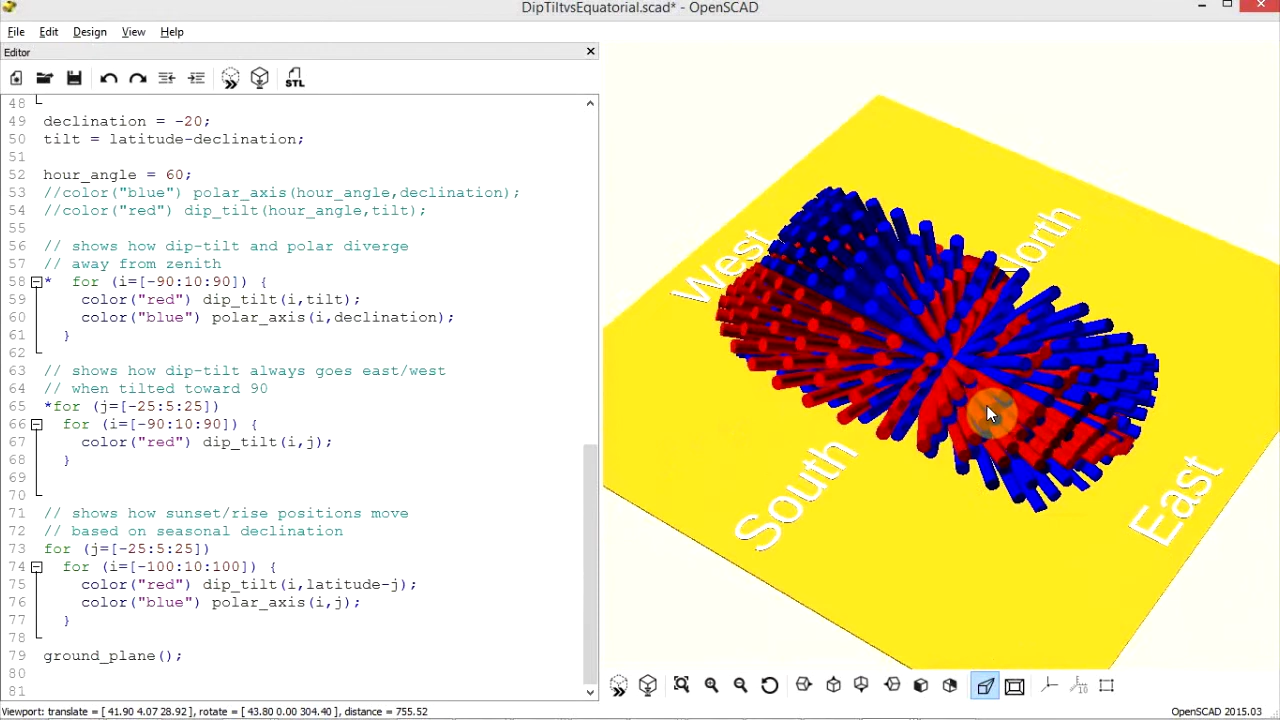 DipTiltvsEquatorial.scad* - OpenSCAD
File Edit Design View Help
Editor
STL
48
49 declination = -20;
50 tilt = latitude-declination;
51
52 hour_angle = 60;
53 //color("blue") polar_axis(hour_angle,declination);
54 //color("red") dip_tilt(hour_angle,tilt);
55
56 // shows how dip-tilt and polar diverge
57 // away from zenith
58 * for (i=[-90:10:90]) {
59 color("red") dip_tilt(i,tilt);
60 color("blue") polar_axis(i,declination);
61 }
62
63 // shows how dip-tilt always goes east/west
64 // when tilted toward 90
65 *for (j=[-25:5:25])
66 for (i=[-90:10:90]) {
67 color("red") dip_tilt(i,j);
68 }
69
70
71 // shows how sunset/rise positions move
72 // based on seasonal declination
73 for (j=[-25:5:25])
74 for (i=[-100:10:100]) {
75 color("red") dip_tilt(i,latitude-j);
76 color("blue") polar_axis(i,j);
77 }
78
79 ground_plane();
80
81
West
South
East
Viewport: translate = [ 41.90 4.07 28.92 ], rotate = [ 43.80 0.00 304.40 ], distance = 755.52
OpenSCAD 2015.03